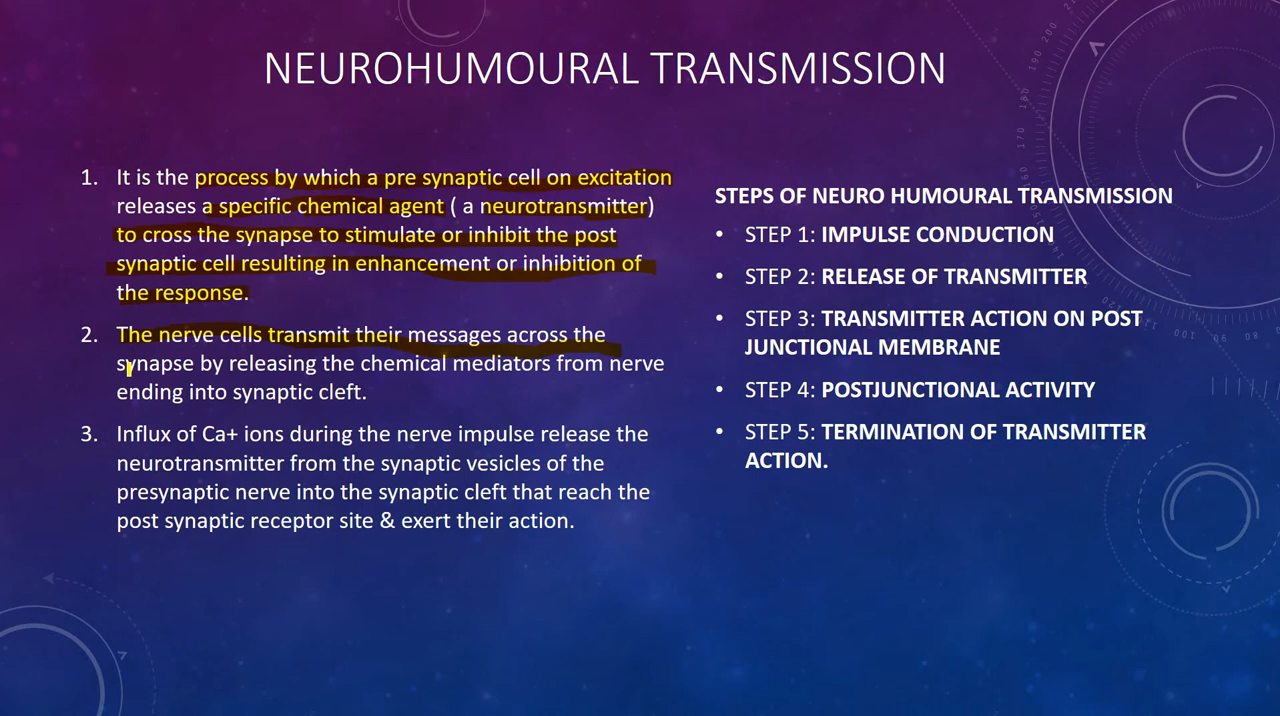 NEUROHUMOURAL TRANSMISSION
1. It is the process by which a pre synaptic cell on excitation
releases a specific chemical agent ( a neurotransmitter)
to cross the synapse to stimulate or inhibit the post
synaptic cell resulting in enhancement or inhibition of
the response.
2. The nerve cells transmit their messages across the
synapse by releasing the chemical mediators from nerve
ending into synaptic cleft.
3. Influx of Ca+ ions during the nerve impulse release the
neurotransmitter from the synaptic vesicles of the
presynaptic nerve into the synaptic cleft that reach the
post synaptic receptor site & exert their action.
STEPS OF NEURO HUMOURAL TRANSMISSION
• STEP 1: IMPULSE CONDUCTION
• STEP 2: RELEASE OF TRANSMITTER
• STEP 3: TRANSMITTER ACTION ON POST
JUNCTIONAL MEMBRANE
• STEP 4: POSTJUNCTIONAL ACTIVITY
• STEP 5: TERMINATION OF TRANSMITTER
ACTION.